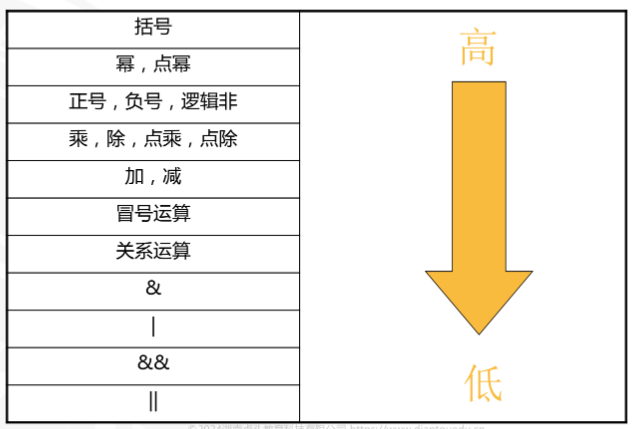 括号
高
幂，点幂
正号，负号，逻辑非
乘，除，点乘，点除
加，减
冒号运算
关系运算
&
|
&&
低
||